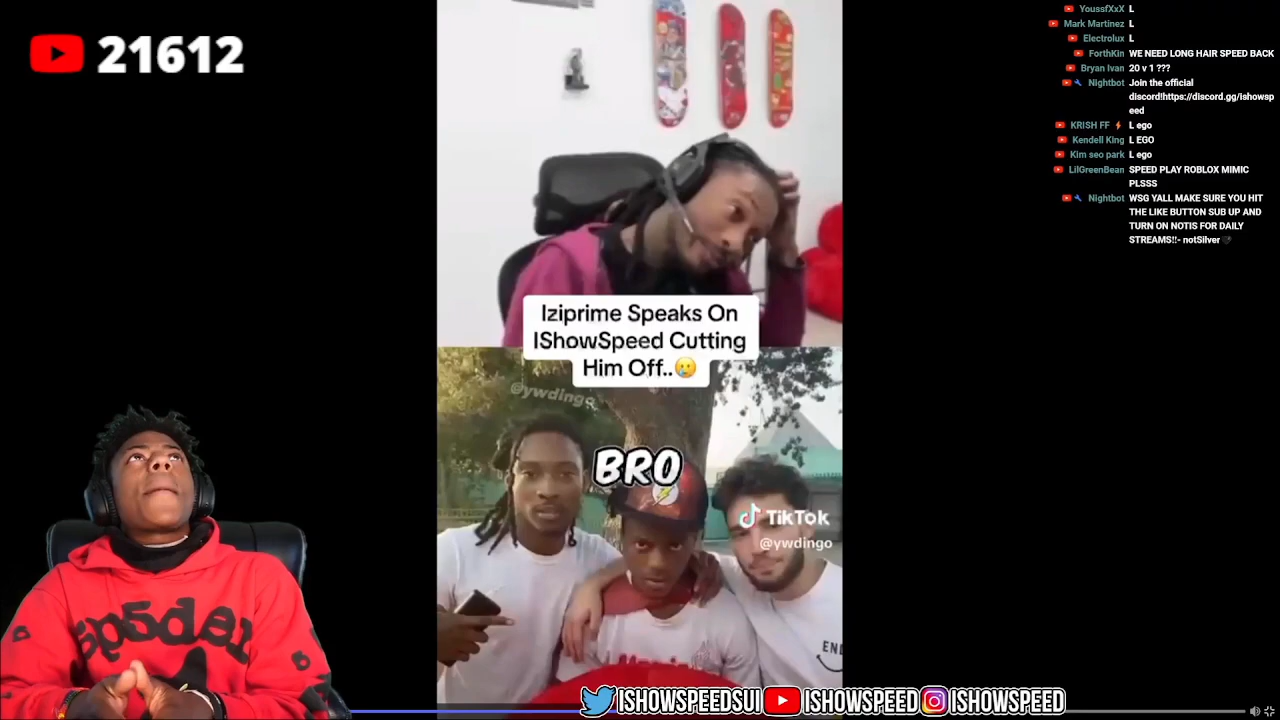 21612
Iziprime Speaks On
IShowSpeed Cutting
Him Off..🥲
@ywdingo
BRO
TikTok
@ywdingo
END
sp5der
YoussfXxX L
Mark Martinez L
Electrolux L
ForthKin WE NEED LONG HAIR SPEED BACK
Bryan Ivan 20 v 1 ???
Nightbot Join the official
discord!https://discord.gg/ishowsp
eed
KRISH FF⚡ L ego
Kendell King L EGO
Kim seo park L ego
LilGreenBean SPEED PLAY ROBLOX MIMIC
PLSSS
Nightbot WSG YALL MAKE SURE YOU HIT
THE LIKE BUTTON SUB UP AND
TURN ON NOTIS FOR DAILY
STREAMS!!- notSilver
ISHOWSPEEDSUI ISHOWSPEED ISHOWSPEED